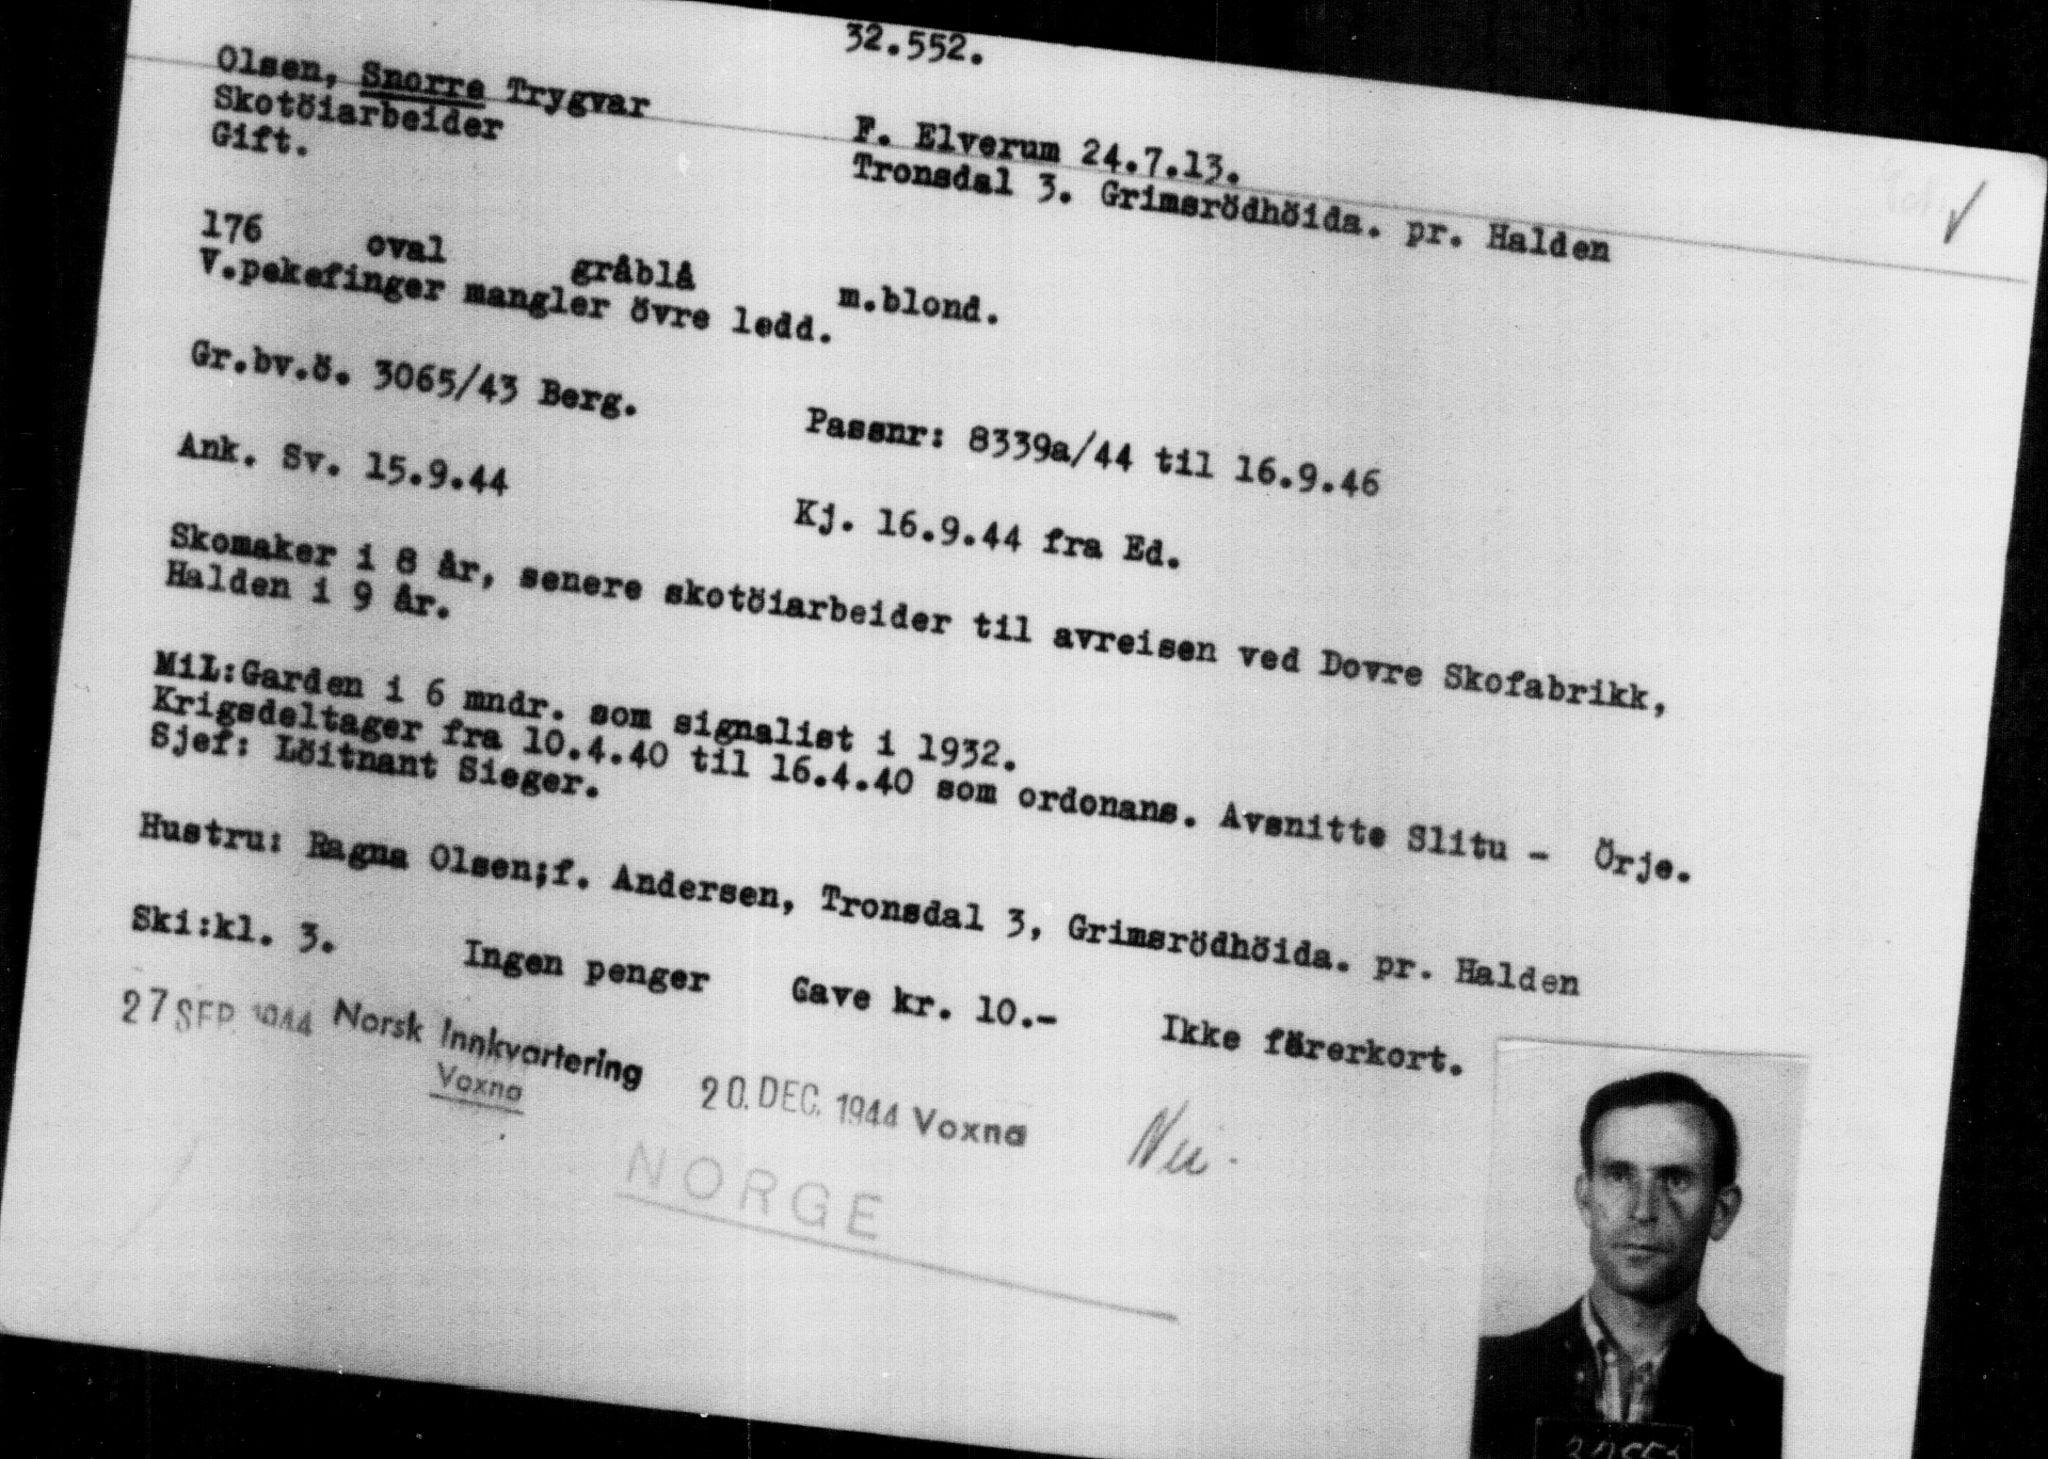 32.552.
Olsen, Snorre Trygvar
Skotöiarbeider
Gift.
F. Elverum 24.7.13.
Tronsdal 3. Grimsrödhöida. pr. Halden
176 oval gråblå m.blond.
V.pekefinger mangler övre ledd.
Gr.bv.ö. 3065/43 Berg.
Passnr: 8339a/44 til 16.9.46
Ank. Sv. 15.9.44
Kj. 16.9.44 fra Ed.
Skomaker i 8 år, senere skotöiarbeider til avreisen ved Dovre Skofabrikk,
Halden i 9 år.
MiL:Garden i 6 mndr. som signalist i 1932.
Krigsdeltager fra 10.4.40 til 16.4.40 som ordonans. Avsnitte Slitu - Örje.
Sjef: Löitnant Sieger.
Hustru: Ragna Olsen;f. Andersen, Tronsdal 3, Grimsrödhöida. pr. Halden
Ski:kl. 3. Ingen penger Gave kr. 10.- Ikke förerkort.
27 SEP. 1944 Norsk Innkvartering
Voxna
20. DEC. 1944 Voxna
NORGE